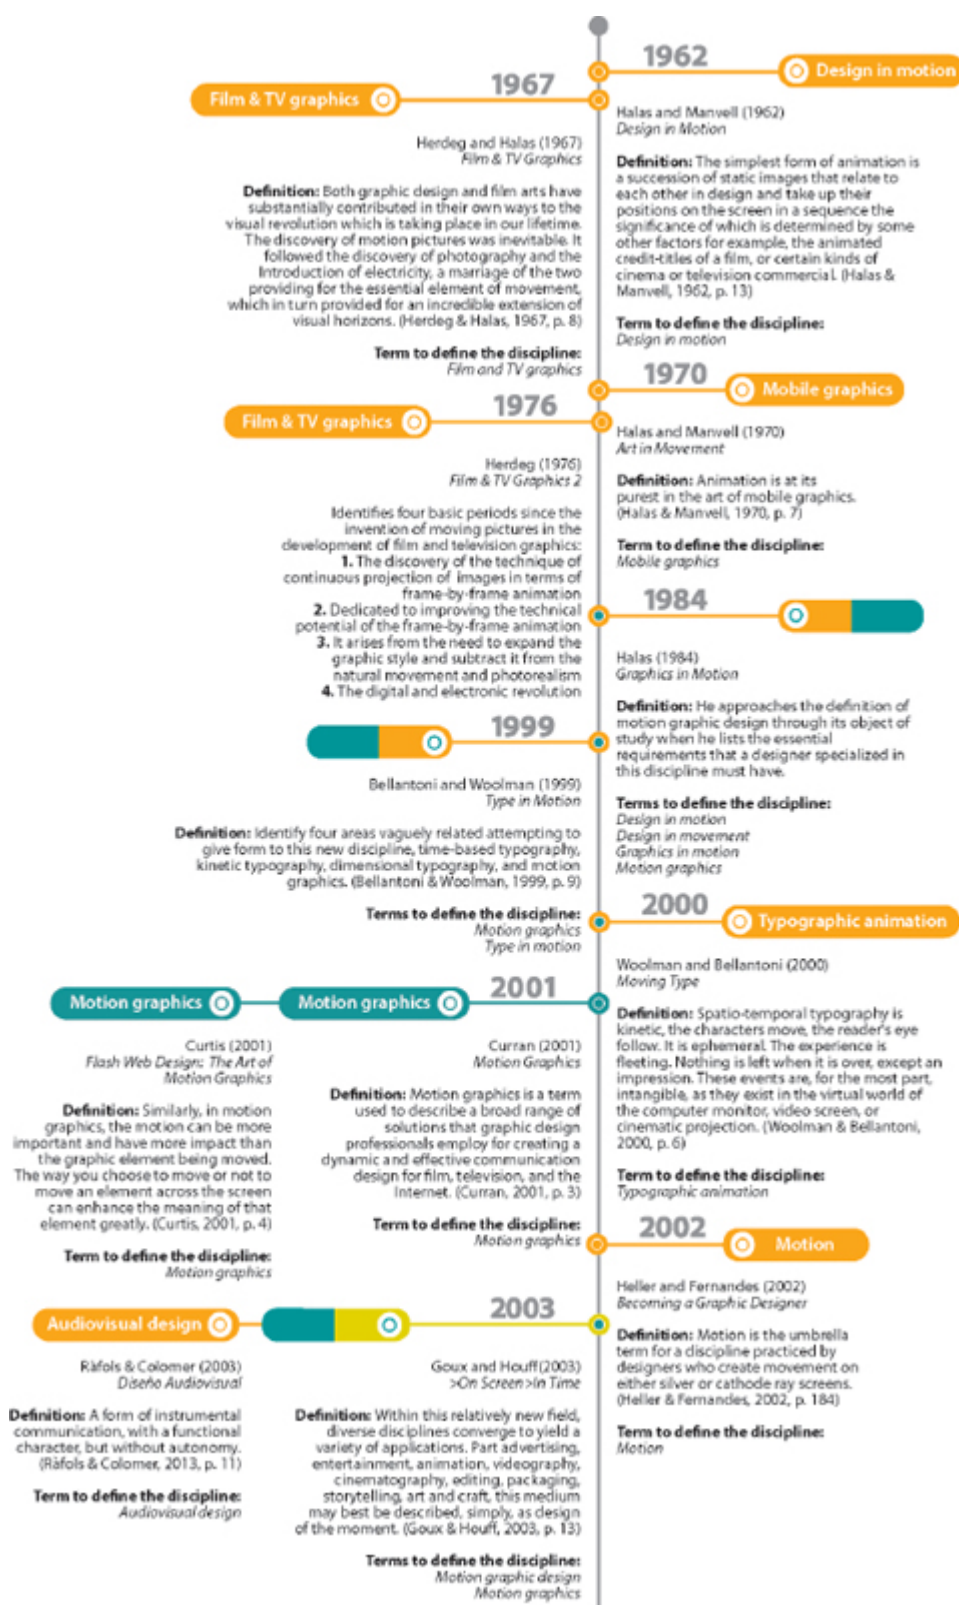 1962
Design in motion
Halas and Manvell (1962)
Design in Motion
Definition: The simplest form of animation is
a succession of static images that relate to
each other in design and take up their
positions on the screen in a sequence the
significance of which is determined by some
other factors for example, the animated
credit-titles of a film, or certain kinds of
cinema or television commercial. (Halas &
Manvell, 1962, p. 13)
Term to define the discipline:
Design in motion
1967
Film & TV graphics
Herdeg and Halas (1967)
Film & TV Graphics
Definition: Both graphic design and film arts have
substantially contributed in their own ways to the
visual revolution which is taking place in our lifetime.
The discovery of motion pictures was inevitable. It
followed the discovery of photography and the
Introduction of electricity, a marriage of the two
providing for the essential element of movement,
which in turn provided for an incredible extension of
visual horizons. (Herdeg & Halas, 1967, p. 8)
Term to define the discipline:
Film and TV graphics
1970
Mobile graphics
Halas and Manvell (1970)
Art in Movement
Definition: Animation is at its
purest in the art of mobile graphics.
(Halas & Manvell, 1970, p. 7)
Term to define the discipline:
Mobile graphics
1976
Film & TV graphics
Herdeg (1976)
Film & TV Graphics 2
Identifies four basic periods since the
invention of moving pictures in the
development of film and television graphics:
1. The discovery of the technique of
continuous projection of images in terms of
frame-by-frame animation
2. Dedicated to improving the technical
potential of the frame-by-frame animation
3. It arises from the need to expand the
graphic style and subtract it from the
natural movement and photorealism
4. The digital and electronic revolution
1984
Halas (1984)
Graphics in Motion
Definition: He approaches the definition of
motion graphic design through its object of
study when he lists the essential
requirements that a designer specialized in
this discipline must have.
Terms to define the discipline:
Design in motion
Design in movement
Graphics in motion
Motion graphics
1999
Bellantoni and Woolman (1999)
Type in Motion
Definition: Identify four areas vaguely related attempting to
give form to this new discipline, time-based typography,
kinetic typography, dimensional typography, and motion
graphics. (Bellantoni & Woolman, 1999, p. 9)
Terms to define the discipline:
Motion graphics
Type in motion
2000
Typographic animation
Woolman and Bellantoni (2000)
Moving Type
Definition: Spatio-temporal typography is
kinetic, the characters move, the reader's eye
follow. It is ephemeral. The experience is
fleeting. Nothing is left when it is over, except an
impression. These events are, for the most part,
intangible, as they exist in the virtual world of
the computer monitor, video screen, or
cinematic projection. (Woolman & Bellantoni,
2000, p. 6)
Term to define the discipline:
Typographic animation
2001
Motion graphics
Curtis (2001)
Flash Web Design: The Art of
Motion Graphics
Definition: Similarly, in motion
graphics, the motion can be more
important and have more impact than
the graphic element being moved.
The way you choose to move or not to
move an element across the screen
can enhance the meaning of that
element greatly. (Curtis, 2001, p. 4)
Term to define the discipline:
Motion graphics
Motion graphics
Curran (2001)
Motion Graphics
Definition: Motion graphics is a term
used to describe a broad range of
solutions that graphic design
professionals employ for creating a
dynamic and effective communication
design for film, television, and the
Internet. (Curran, 2001, p. 3)
Term to define the discipline:
Motion graphics
2002
Motion
Heller and Fernandes (2002)
Becoming a Graphic Designer
Definition: Motion is the umbrella
term for a discipline practiced by
designers who create movement on
either silver or cathode ray screens.
(Heller & Fernandes, 2002, p. 184)
Term to define the discipline:
Motion
2003
Audiovisual design
Ràfols & Colomer (2003)
Diseño Audiovisual
Definition: A form of instrumental
communication, with a functional
character, but without autonomy.
(Ràfols & Colomer, 2013, p. 11)
Term to define the discipline:
Audiovisual design
Goux and Houff(2003)
>On Screen >In Time
Definition: Within this relatively new field,
diverse disciplines converge to yield a
variety of applications. Part advertising,
entertainment, animation, videography,
cinematography, editing, packaging,
storytelling, art and craft, this medium
may best be described, simply, as design
of the moment. (Goux & Houff, 2003, p. 13)
Terms to define the discipline:
Motion graphic design
Motion graphics